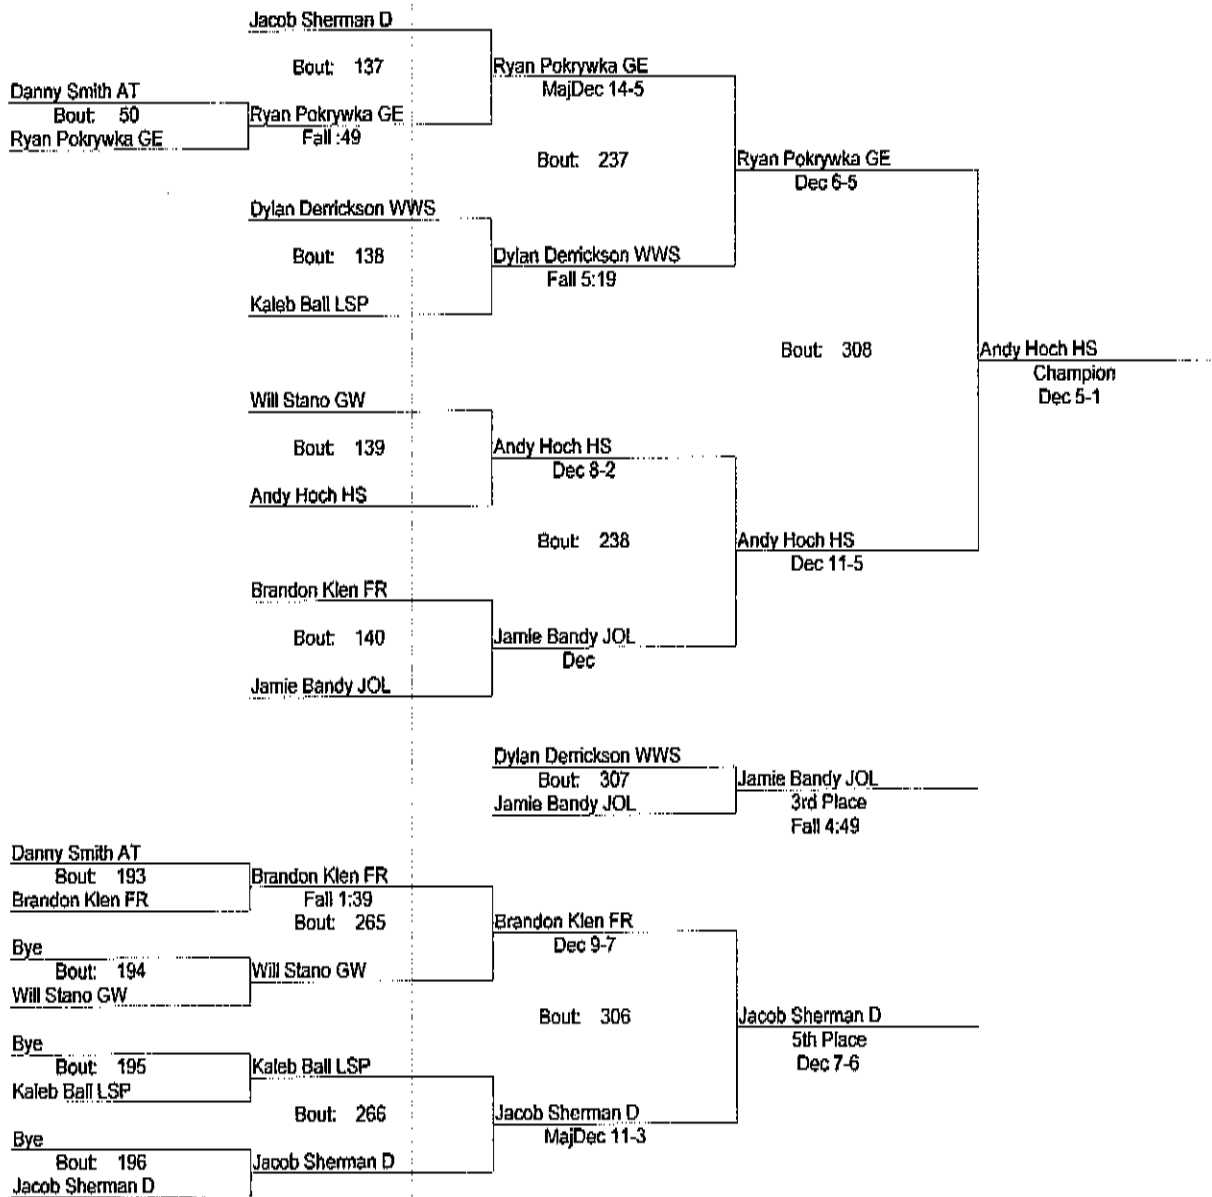 Jacob Sherman D
Bout: 137
Ryan Pokrywka GE
MajDec 14-5
Danny Smith AT
Bout: 50
Ryan Pokrywka GE
Ryan Pokrywka GE
Fall :49
Bout: 237
Ryan Pokrywka GE
Dec 6-5
Dylan Derrickson WWS
Bout: 138
Dylan Derrickson WWS
Fall 5:19
Kaleb Ball LSP
Bout: 308
Andy Hoch HS
Champion
Dec 5-1
Will Stano GW
Bout: 139
Andy Hoch HS
Dec 8-2
Andy Hoch HS
Bout: 238
Andy Hoch HS
Dec 11-5
Brandon Klen FR
Bout: 140
Jamie Bandy JOL
Dec
Jamie Bandy JOL
Dylan Derrickson WWS
Bout: 307
Jamie Bandy JOL
Jamie Bandy JOL
3rd Place
Fall 4:49
Danny Smith AT
Bout: 193
Brandon Klen FR
Brandon Klen FR
Fall 1:39
Bout: 265
Brandon Klen FR
Dec 9-7
Bye
Bout: 194
Will Stano GW
Will Stano GW
Bout: 306
Jacob Sherman D
5th Place
Dec 7-6
Bye
Bout: 195
Kaleb Ball LSP
Kaleb Ball LSP
Bout: 266
Jacob Sherman D
MajDec 11-3
Bye
Bout: 196
Jacob Sherman D
Jacob Sherman D